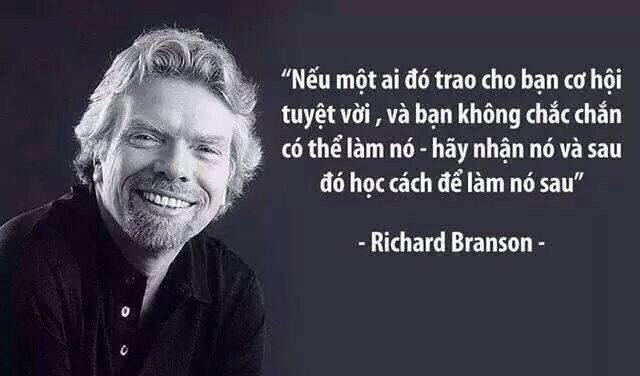 “Nếu một ai đó trao cho bạn cơ hội
tuyệt vời , và bạn không chắc chắn
có thể làm nó - hãy nhận nó và sau
đó học cách để làm nó sau”
- Richard Branson -